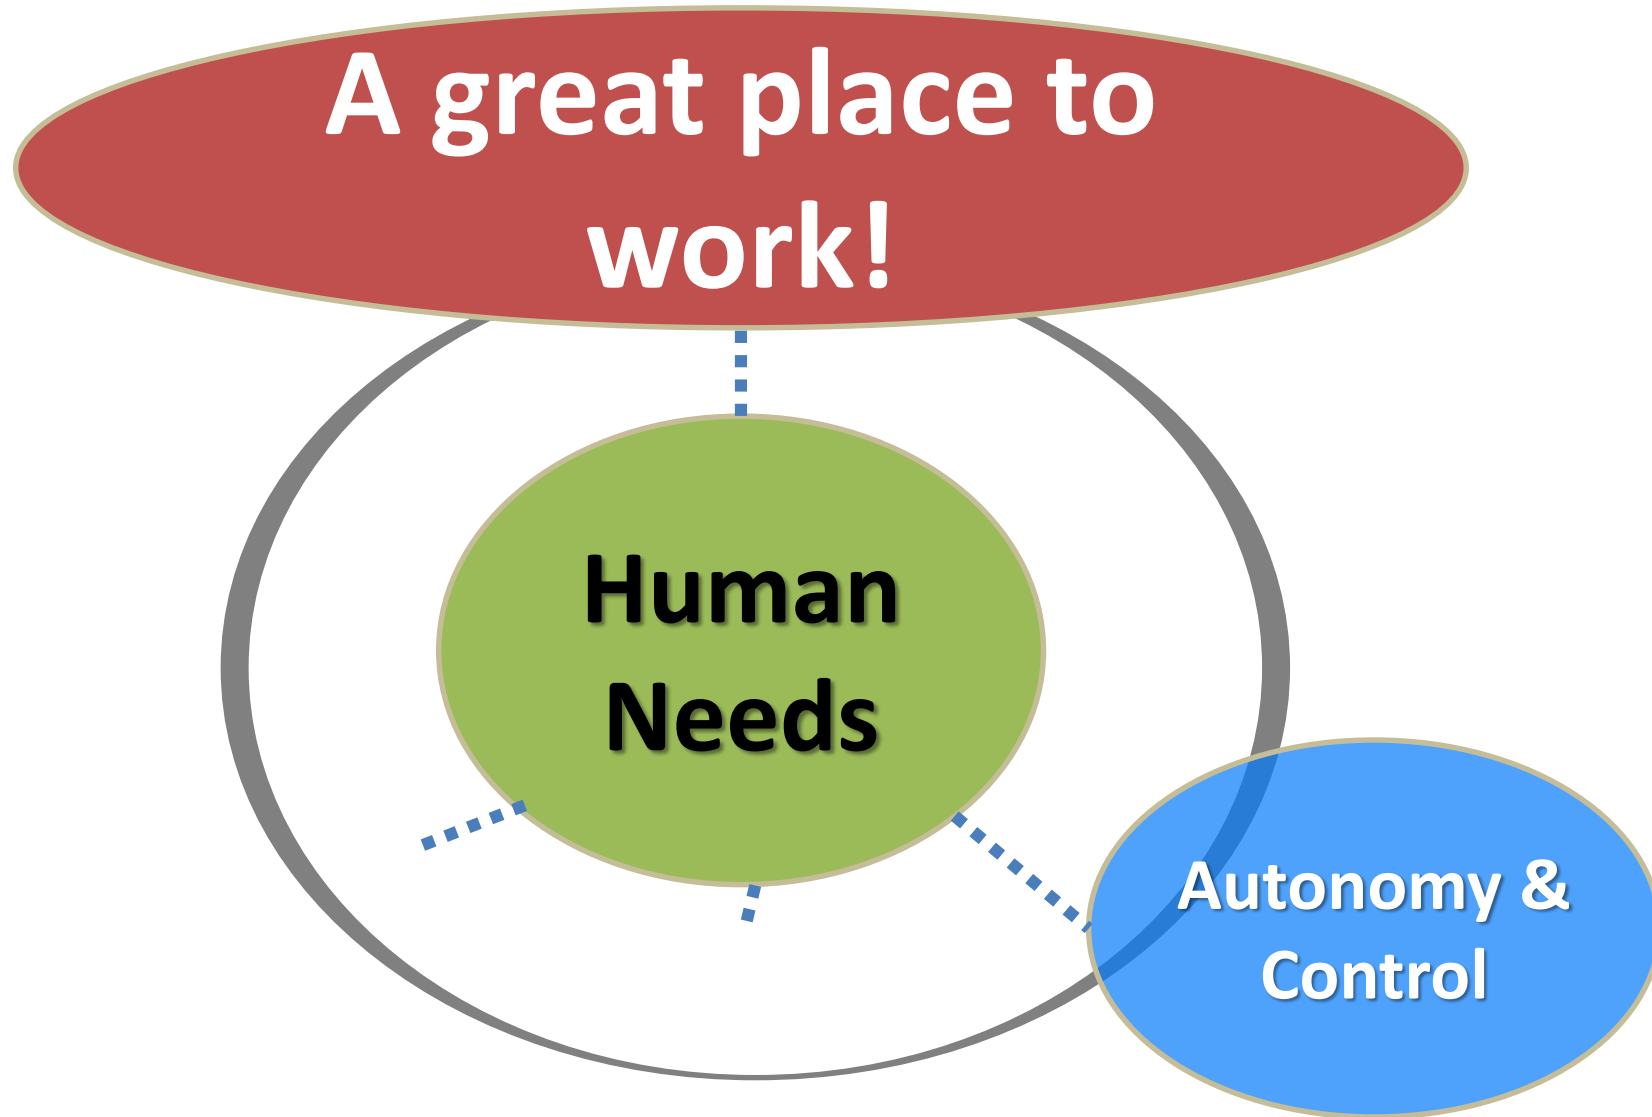 A great place to
work!
Human
Needs
Autonomy &
Control